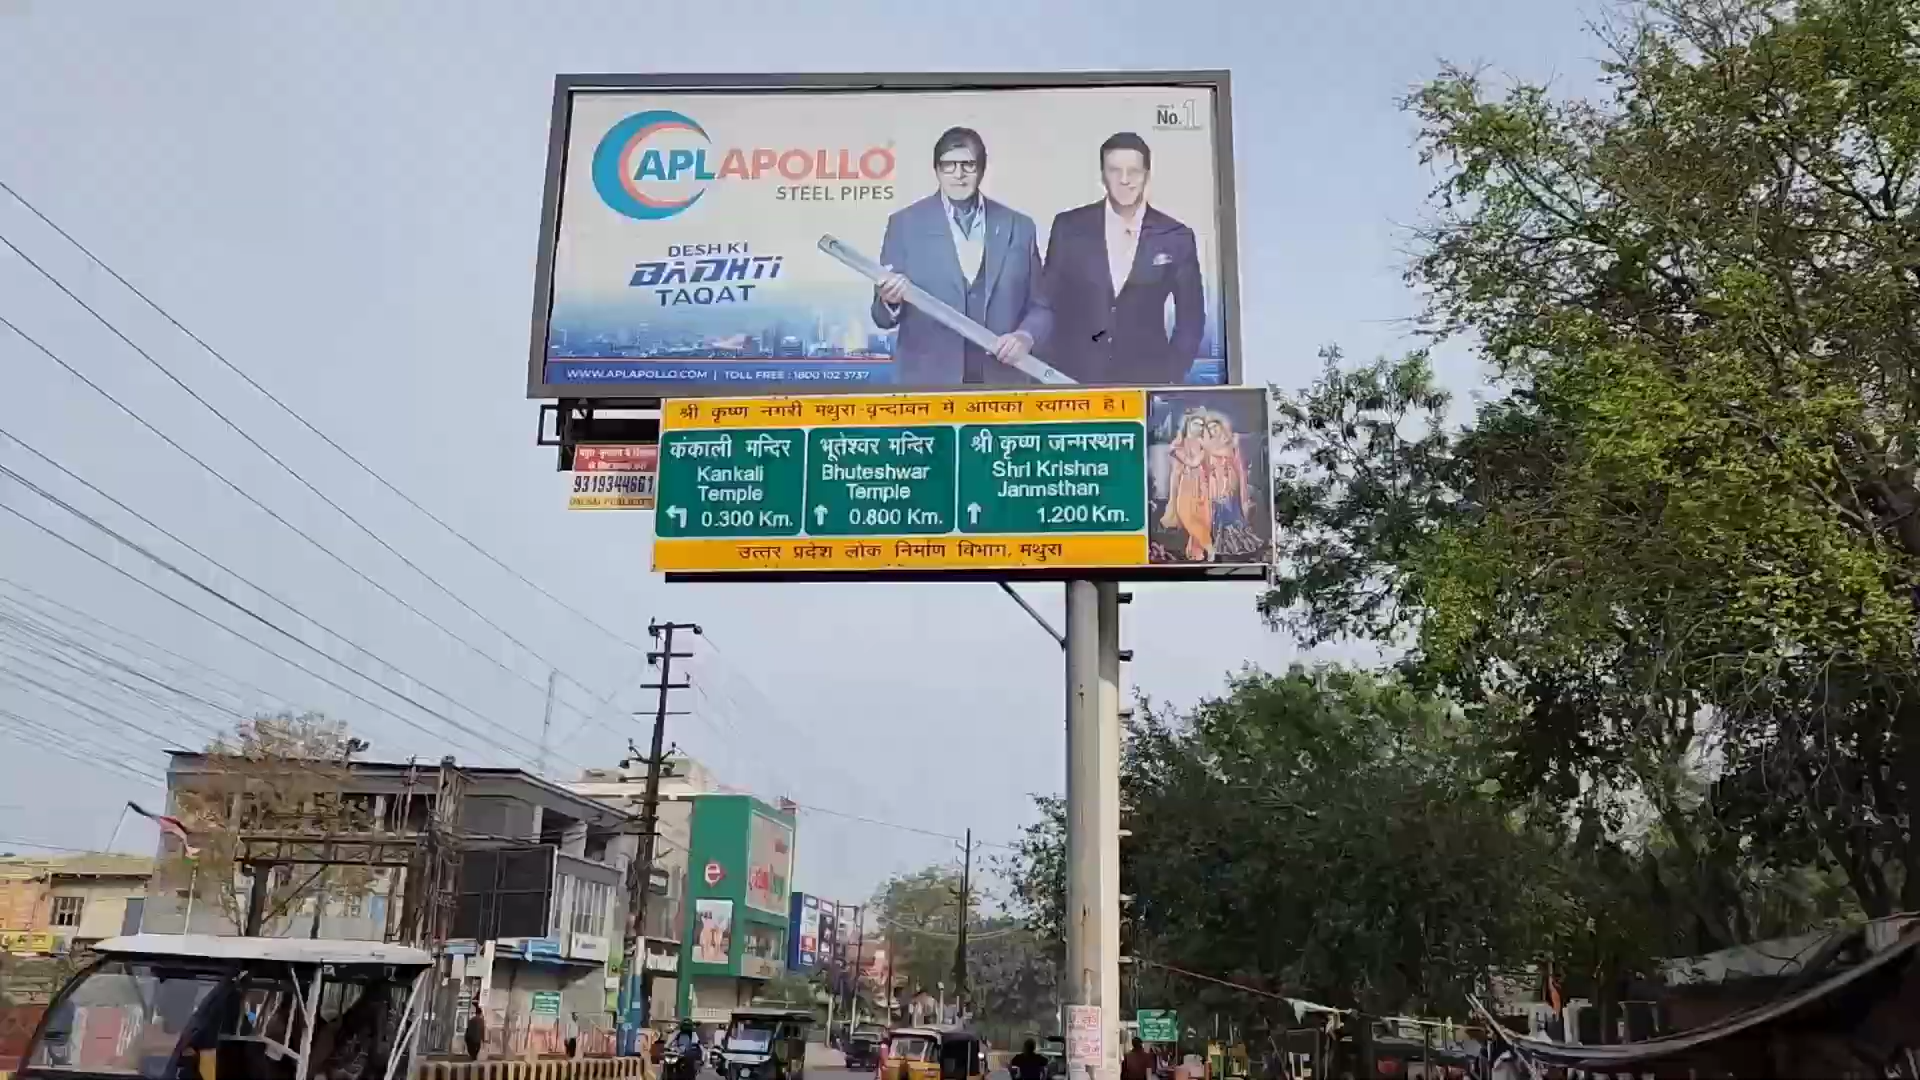 No.1
APL APOLLO
STEEL PIPES
DESH KI
BADHTI
TAQAT
WWW.APLAPOLLO.COM | TOLL FREE : 1800 102 3737
श्री कृष्ण नगरी मथुरा-वृन्दावन में आपका स्वागत है।
कंकाली मन्दिर
Kankali
Temple
0.300 Km.
भूतेश्वर मन्दिर
Bhuteshwar
Temple
0.800 Km.
श्री कृष्ण जन्मस्थान
Shri Krishna
Janmsthan
1.200 Km.
उत्तर प्रदेश लोक निर्माण विभाग, मथुरा
9319344661